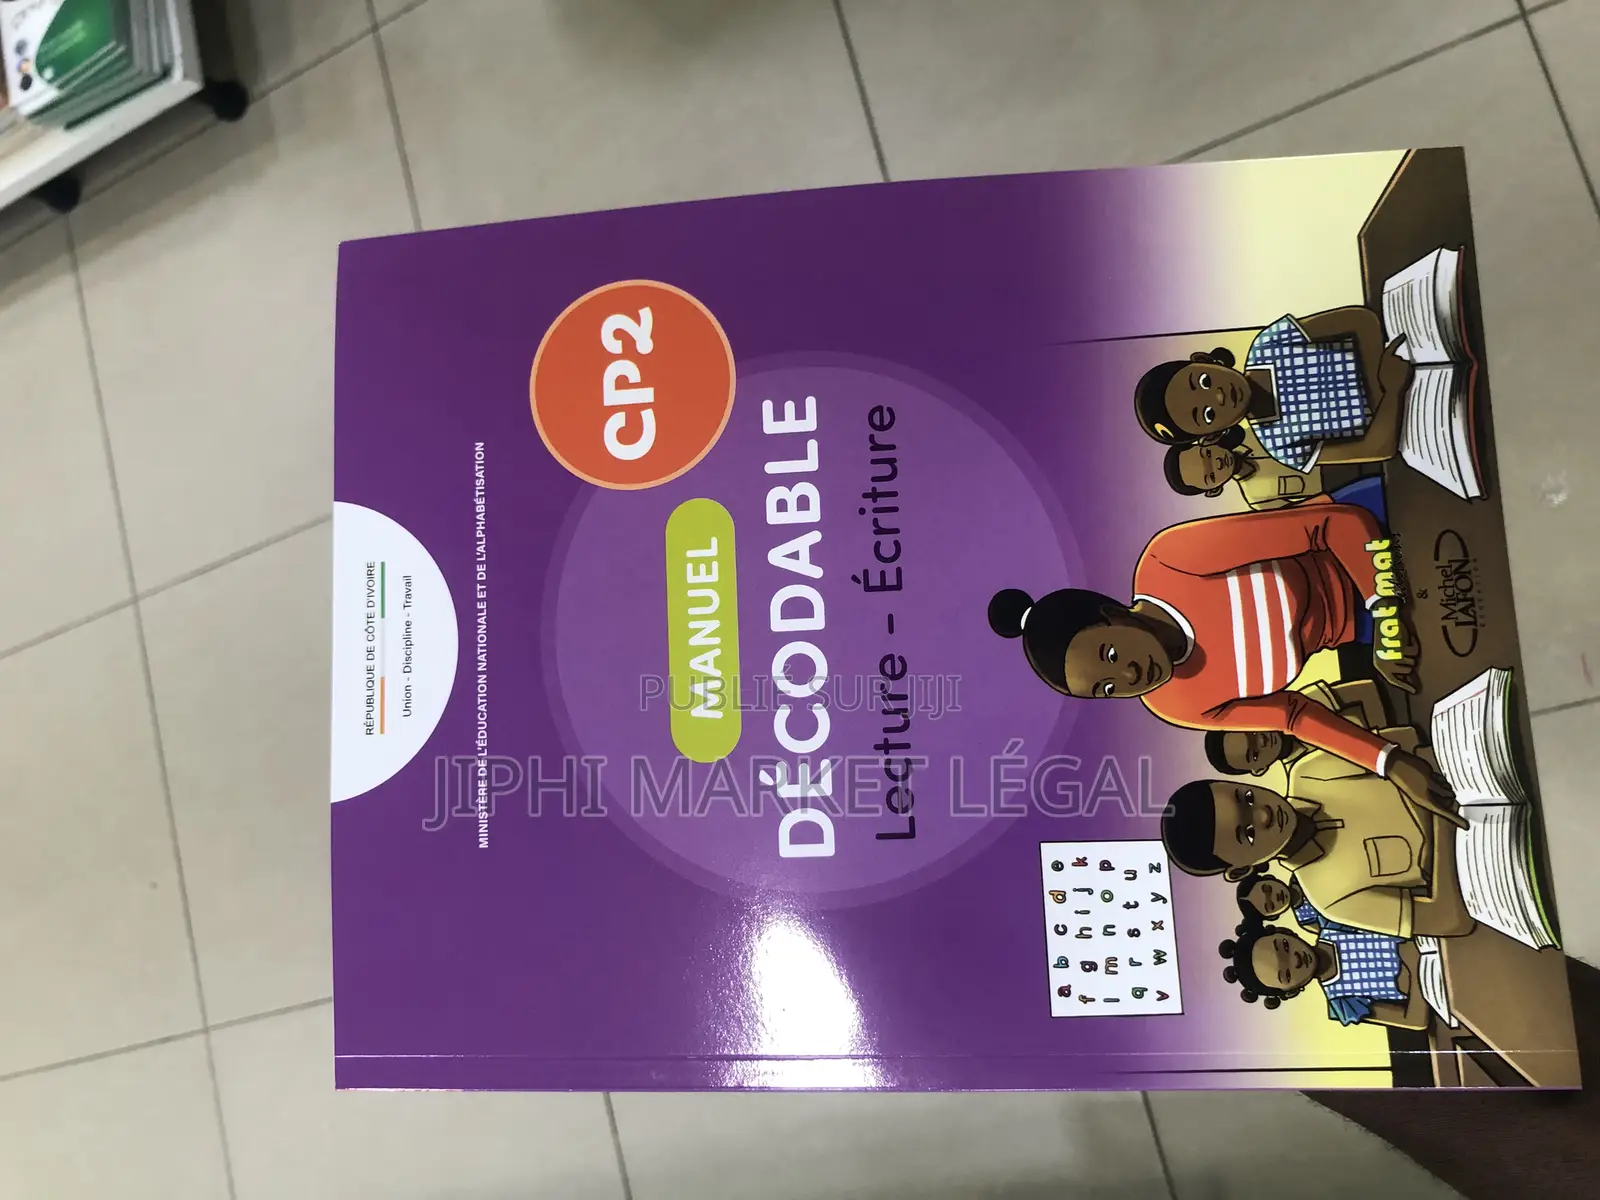 RÉPUBLIQUE DE CÔTE D'IVOIRE
Union - Discipline - Travail
MINISTÈRE DE L'ÉDUCATION NATIONALE ET DE L'ALPHABÉTISATION
CP2
MANUEL
DÉCODABLE
Lecture - Écriture
a b c d e
f g h i j k
l m n o p
q r s t u
v w x y z
frat mat
&
Michel
LAFON
PUBLIÉ SUR JIJI
JIPHI MARKET LÉGAL